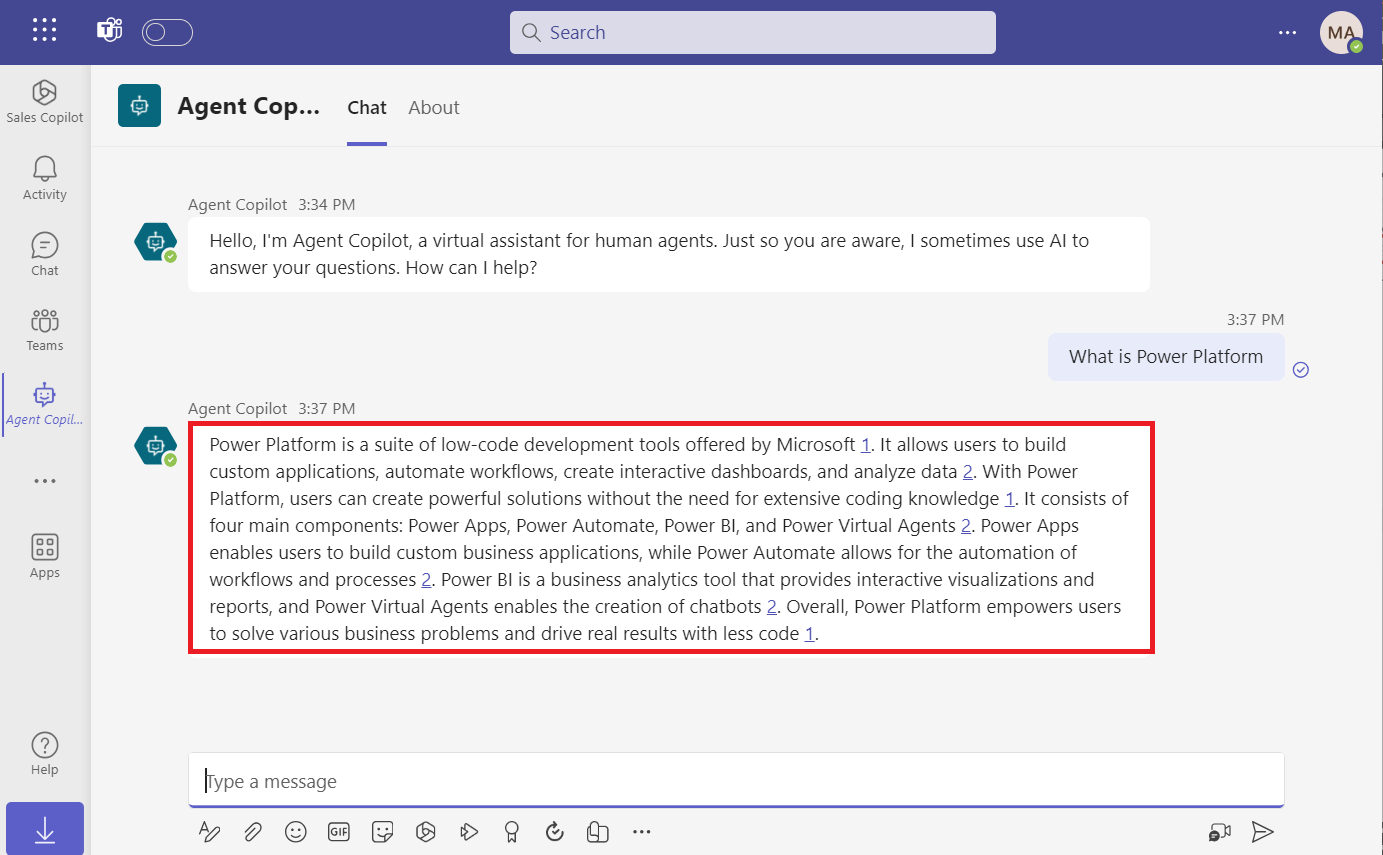 Search
MA
Sales Copilot
Activity
Chat
Teams
Agent Copil...
Apps
Help
Agent Cop...
Chat
About
Agent Copilot 3:34 PM
Hello, I'm Agent Copilot, a virtual assistant for human agents. Just so you are aware, I sometimes use AI to
answer your questions. How can I help?
3:37 PM
What is Power Platform
Agent Copilot 3:37 PM
Power Platform is a suite of low-code development tools offered by Microsoft 1. It allows users to build
custom applications, automate workflows, create interactive dashboards, and analyze data 2. With Power
Platform, users can create powerful solutions without the need for extensive coding knowledge 1. It consists of
four main components: Power Apps, Power Automate, Power BI, and Power Virtual Agents 2. Power Apps
enables users to build custom business applications, while Power Automate allows for the automation of
workflows and processes 2. Power BI is a business analytics tool that provides interactive visualizations and
reports, and Power Virtual Agents enables the creation of chatbots 2. Overall, Power Platform empowers users
to solve various business problems and drive real results with less code 1.
Type a message
GIF